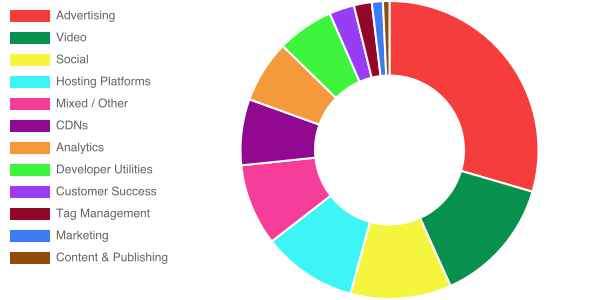 Advertising
Video
Social
Hosting Platforms
Mixed / Other
CDNs
Analytics
Developer Utilities
Customer Success
Tag Management
Marketing
Content & Publishing